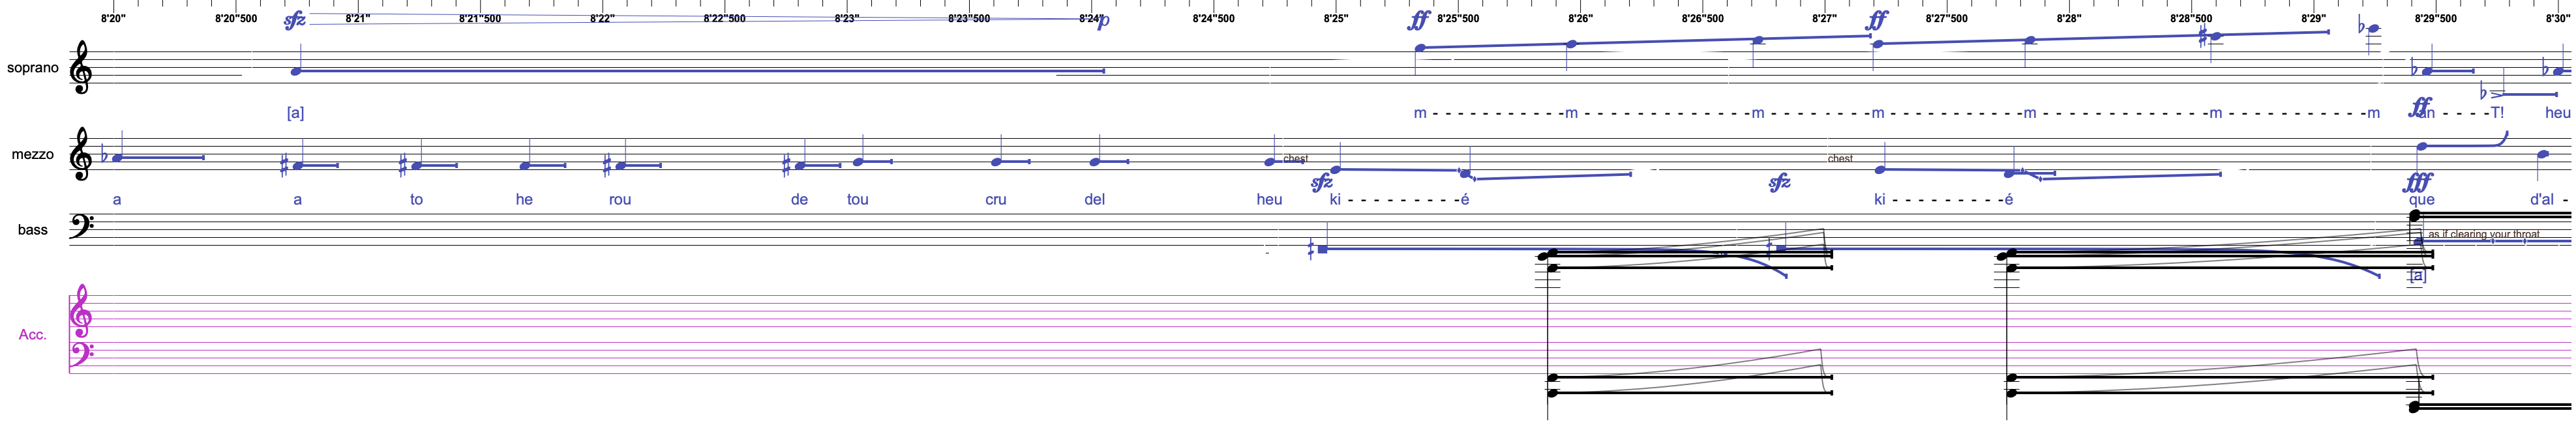 8'20" 8'20"500 8'21" 8'21"500 8'22" 8'22"500 8'23" 8'23"500 8'24" 8'24"500 8'25" 8'25"500 8'26" 8'26"500 8'27" 8'27"500 8'28" 8'28"500 8'29" 8'29"500 8'30"
sfz p ff ff
soprano
[a] m - - - - - - - - - - -m- - - - - - - - - - - - - -m- - - - - - - - -m- - - - - - - - - - -m- - - - - - - - - - - - - -m- - - - - - - - - - - -m an - - - -T! heu
ff
mezzo
chest chest
sfz sfz fff
a a to he rou de tou cru del heu ki - - - - - - - - -é ki - - - - - - - - -é que d'al -
bass
as if clearing your throat
[a]
Acc.